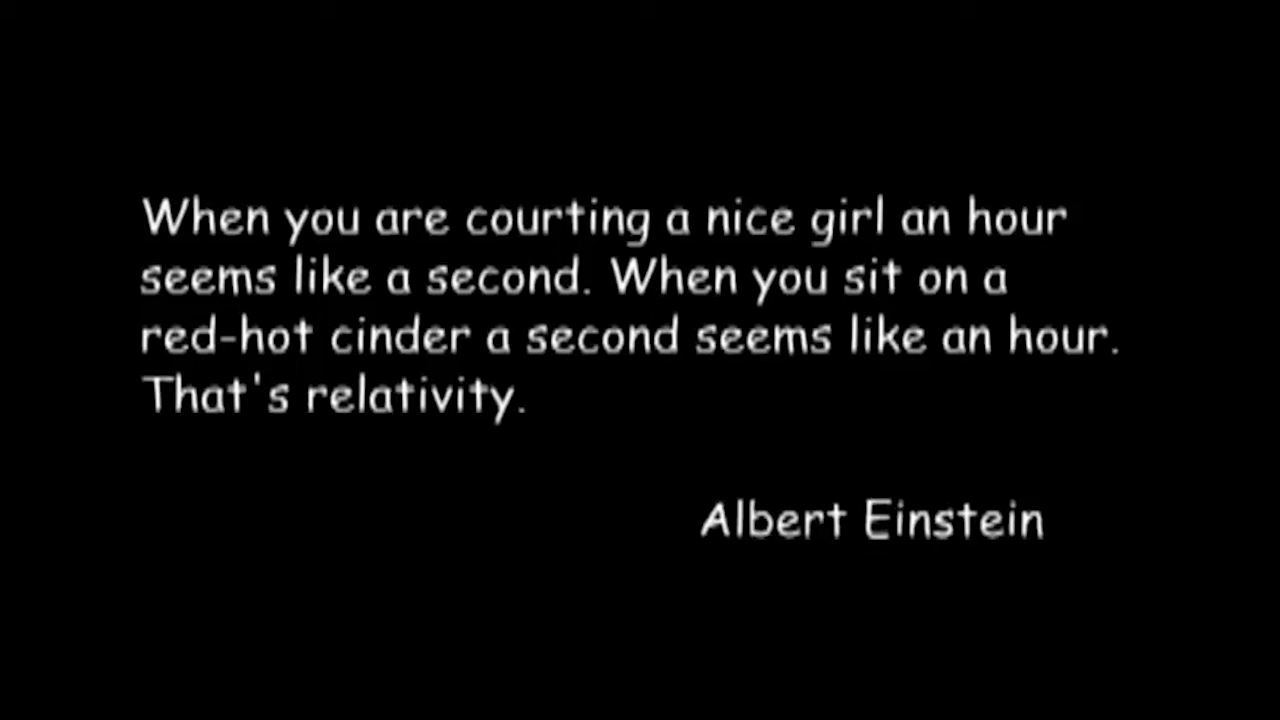 When you are courting a nice girl an hour
seems like a second. When you sit on a
red-hot cinder a second seems like an hour.
That's relativity.
Albert Einstein